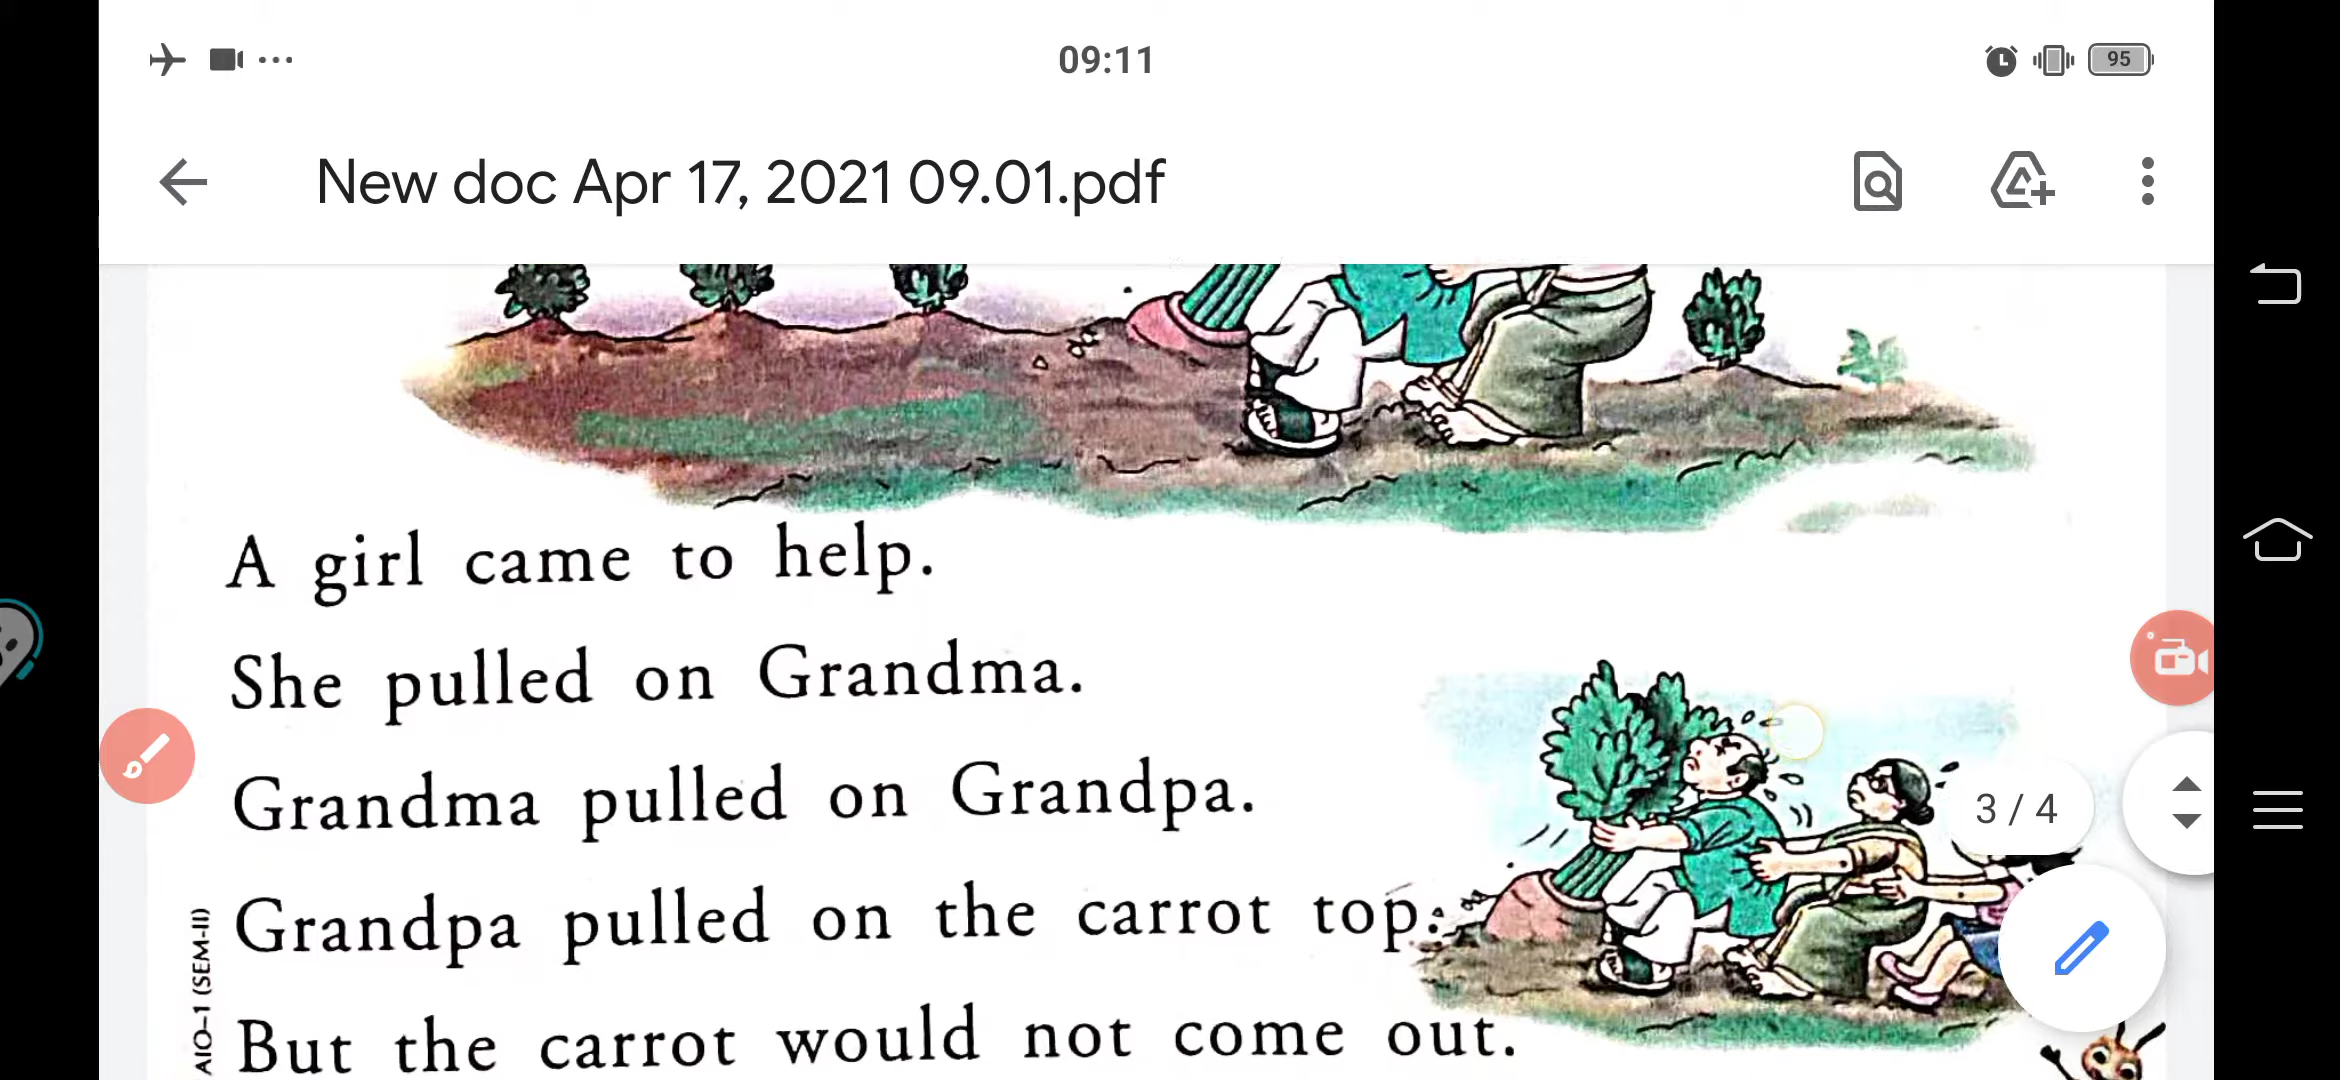 09:11
95
New doc Apr 17, 2021 09.01.pdf
A girl came to help.
She pulled on Grandma.
Grandma pulled on Grandpa.
3 / 4
Grandpa pulled on the carrot top.
But the carrot would not come out.
AIO-1 (SEM-II)